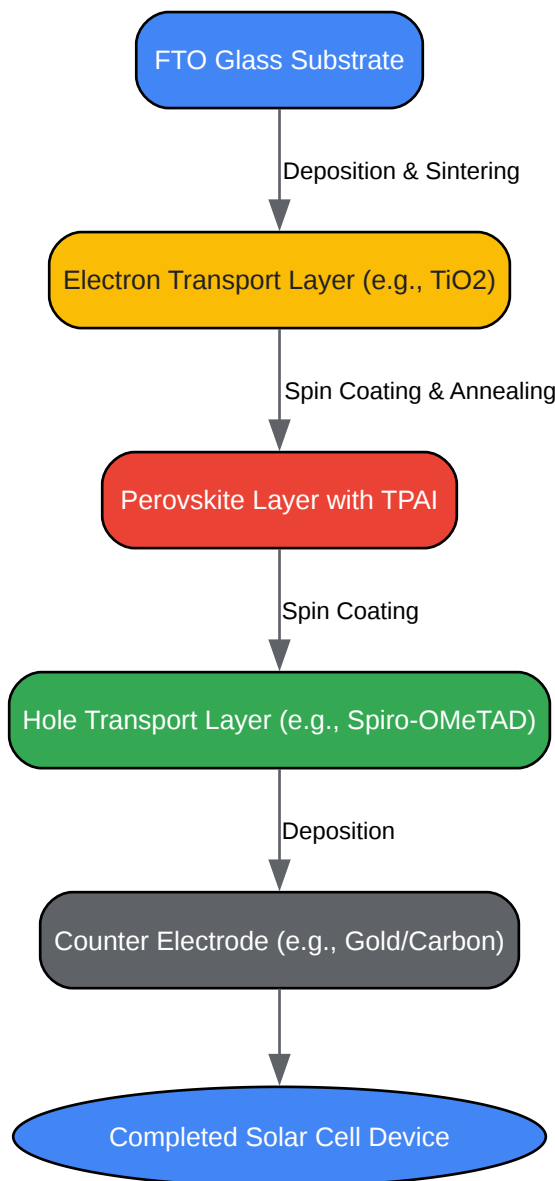 FTO Glass Substrate
Deposition & Sintering
Electron Transport Layer (e.g., TiO2)
Spin Coating & Annealing
Perovskite Layer with TPAI
Spin Coating
Hole Transport Layer (e.g., Spiro-OMeTAD)
Deposition
Counter Electrode (e.g., Gold/Carbon)
Completed Solar Cell Device